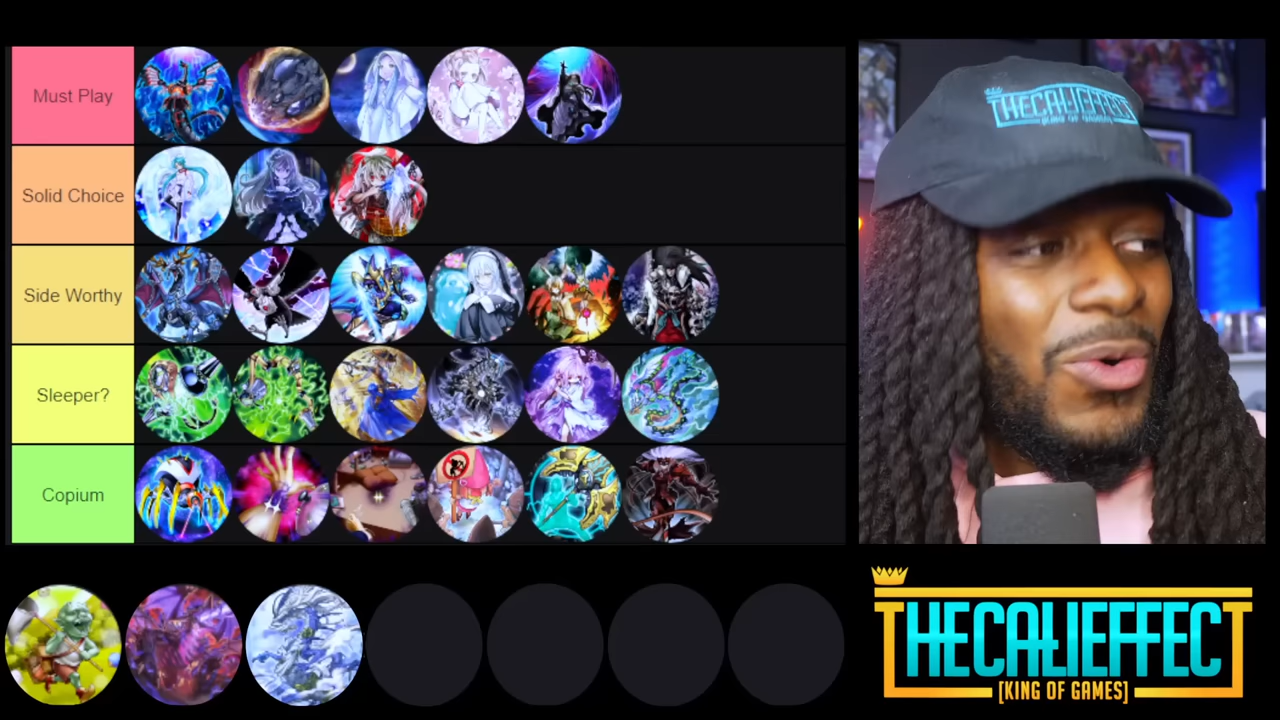 Must Play
Solid Choice
Side Worthy
Sleeper?
Copium
THECALIEFFECT
THECALIEFFECT
[KING OF GAMES]